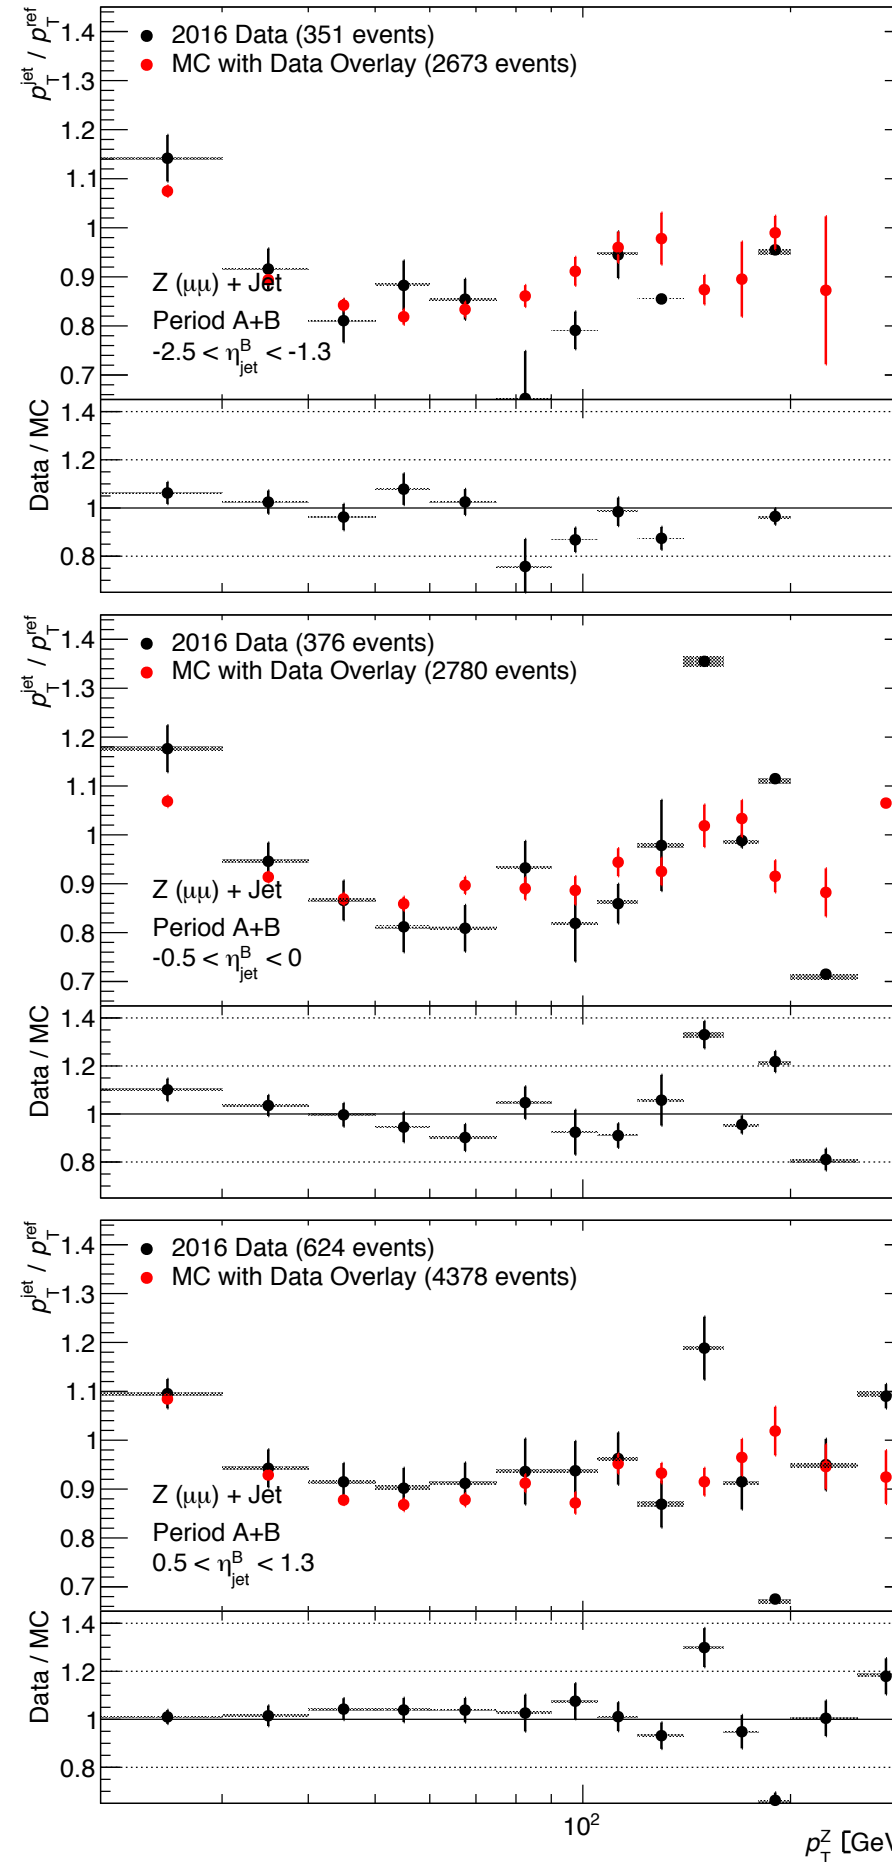 p_T^jet / p_T^ref
1.4
1.3
1.2
1.1
1
0.9
0.8
0.7
2016 Data (351 events)
MC with Data Overlay (2673 events)
Z (μμ) + Jet
Period A+B
-2.5 < η_jet^B < -1.3
Data / MC
1.4
1.2
1
0.8
p_T^jet / p_T^ref
1.4
1.3
1.2
1.1
1
0.9
0.8
0.7
2016 Data (376 events)
MC with Data Overlay (2780 events)
Z (μμ) + Jet
Period A+B
-0.5 < η_jet^B < 0
Data / MC
1.4
1.2
1
0.8
p_T^jet / p_T^ref
1.4
1.3
1.2
1.1
1
0.9
0.8
0.7
2016 Data (624 events)
MC with Data Overlay (4378 events)
Z (μμ) + Jet
Period A+B
0.5 < η_jet^B < 1.3
Data / MC
1.4
1.2
1
0.8
10²
p_T^Z [GeV